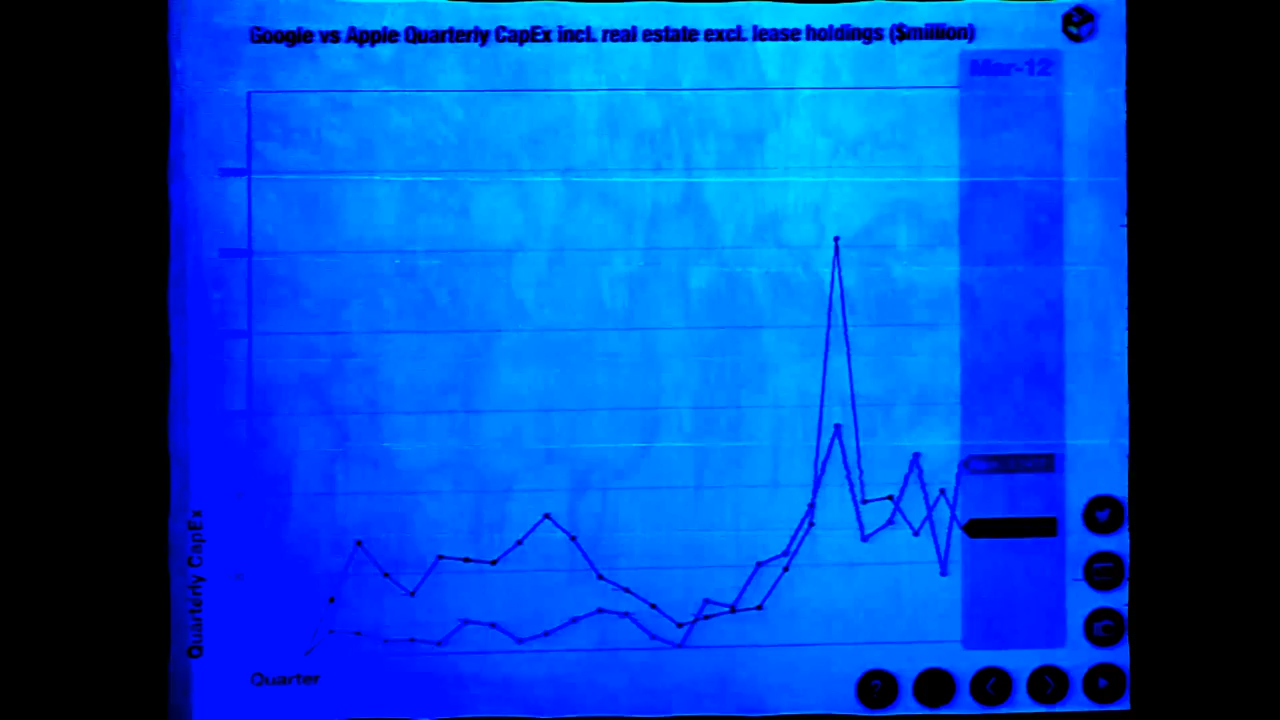 Google vs Apple Quarterly CapEx incl. real estate excl. lease holdings ($million)
Mar-12
Quarterly CapEx
Quarter
?